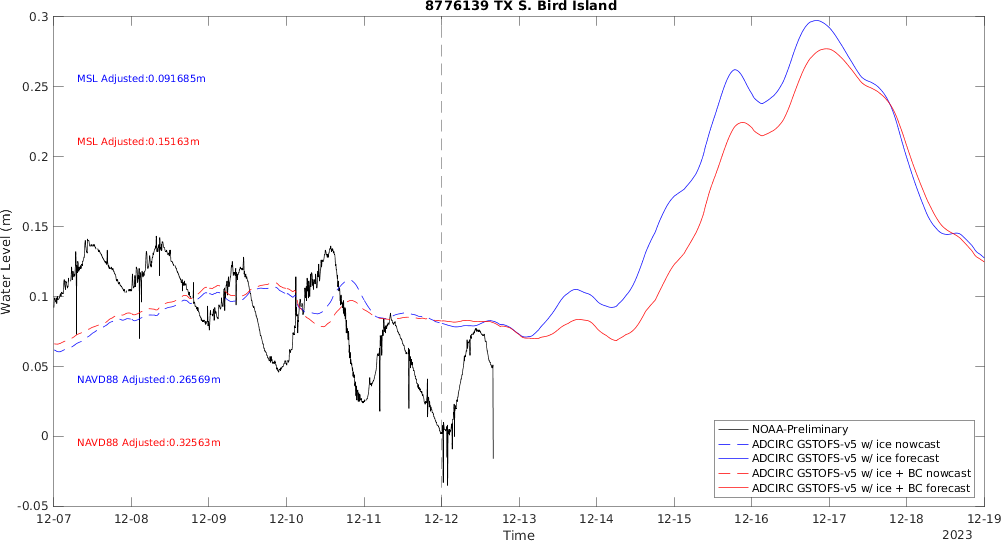 8776139 TX S. Bird Island
0.3
0.25
0.2
0.15
0.1
0.05
0
-0.05
Water Level (m)
MSL Adjusted:0.091685m
MSL Adjusted:0.15163m
NAVD88 Adjusted:0.26569m
NAVD88 Adjusted:0.32563m
NOAA-Preliminary
ADCIRC GSTOFS-v5 w/ ice nowcast
ADCIRC GSTOFS-v5 w/ ice forecast
ADCIRC GSTOFS-v5 w/ ice + BC nowcast
ADCIRC GSTOFS-v5 w/ ice + BC forecast
12-07 12-08 12-09 12-10 12-11 12-12 12-13 12-14 12-15 12-16 12-17 12-18 12-19
Time
2023